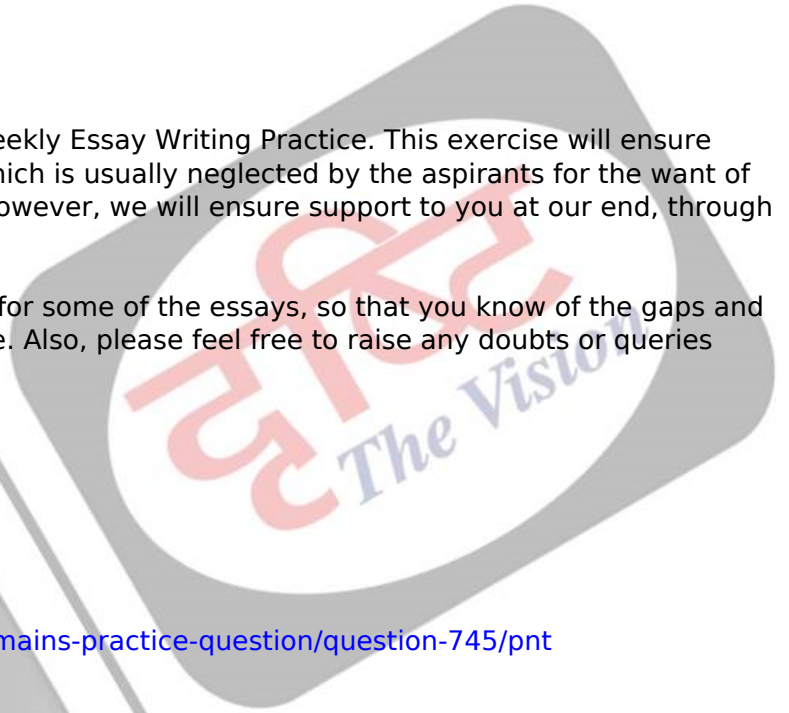 eekly Essay Writing Practice. This exercise will ensure
hich is usually neglected by the aspirants for the want of
owever, we will ensure support to you at our end, through
for some of the essays, so that you know of the gaps and
e. Also, please feel free to raise any doubts or queries
दृष्टि
The Vision
mains-practice-question/question-745/pnt